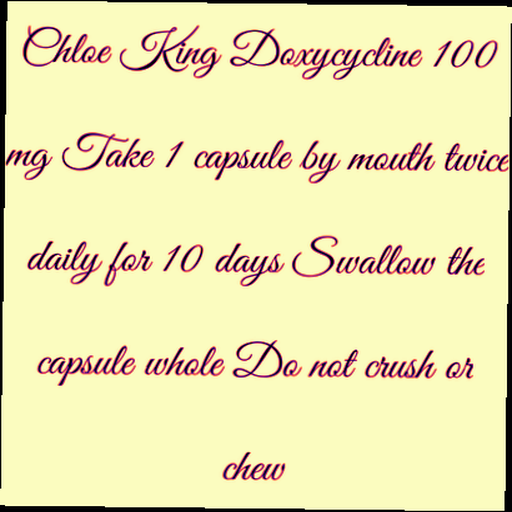 Chloe King Doxycycline 100
mg Take 1 capsule by mouth twice
daily for 10 days Swallow the
capsule whole Do not crush or
chew